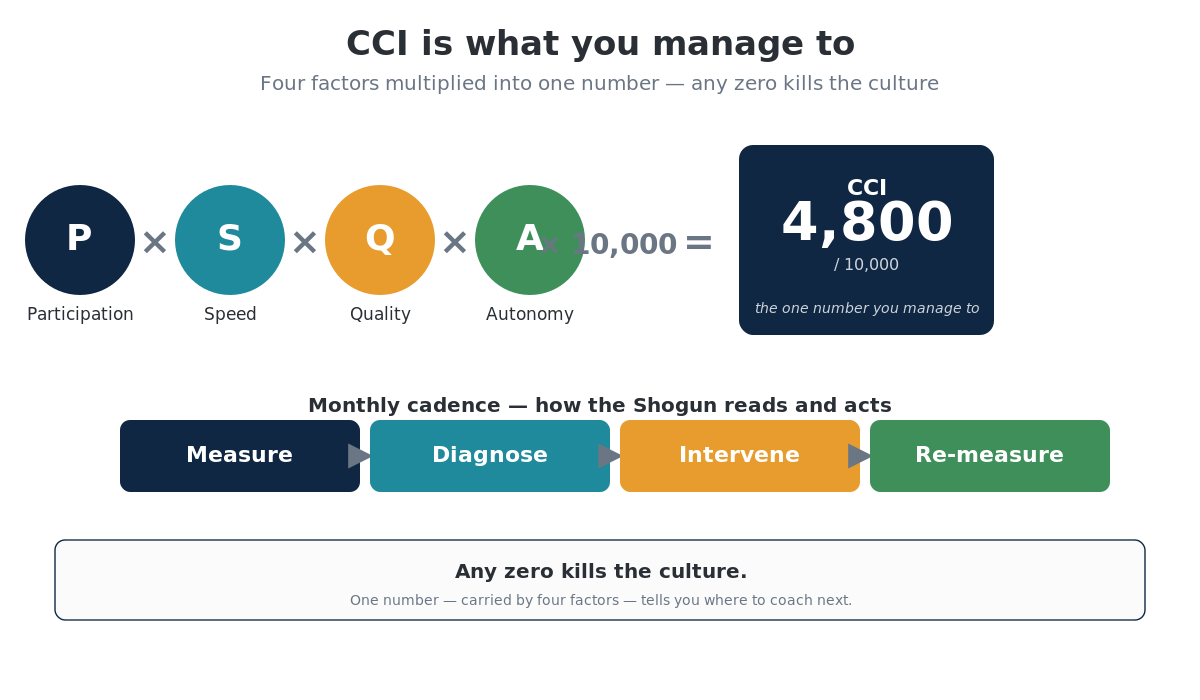 CCI is what you manage to
Four factors multiplied into one number — any zero kills the culture
P × S × Q × A × 10,000 =
Participation Speed Quality Autonomy
CCI
4,800
/ 10,000
the one number you manage to
Monthly cadence — how the Shogun reads and acts
Measure Diagnose Intervene Re-measure
Any zero kills the culture.
One number — carried by four factors — tells you where to coach next.